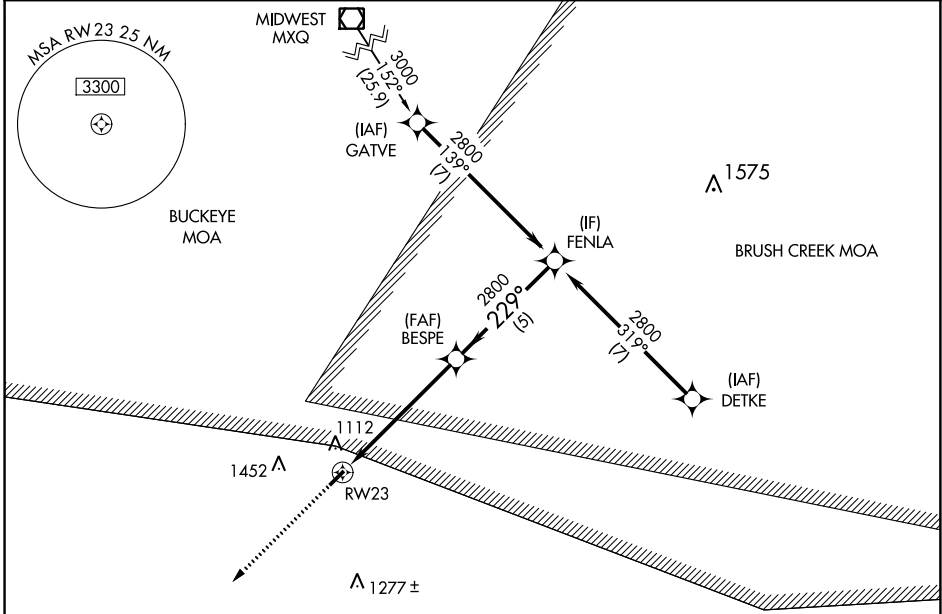 MSA RW 23 25 NM
3300
MIDWEST
MXQ
3000
152°
(25.9)
(IAF)
GATVE
2800
139°
(7)
1575
BUCKEYE
MOA
(IF)
FENLA
BRUSH CREEK MOA
2800
229°
(5)
(FAF)
BESPE
2800
319°
(7)
(IAF)
DETKE
1112
1452
RW23
1277 ±